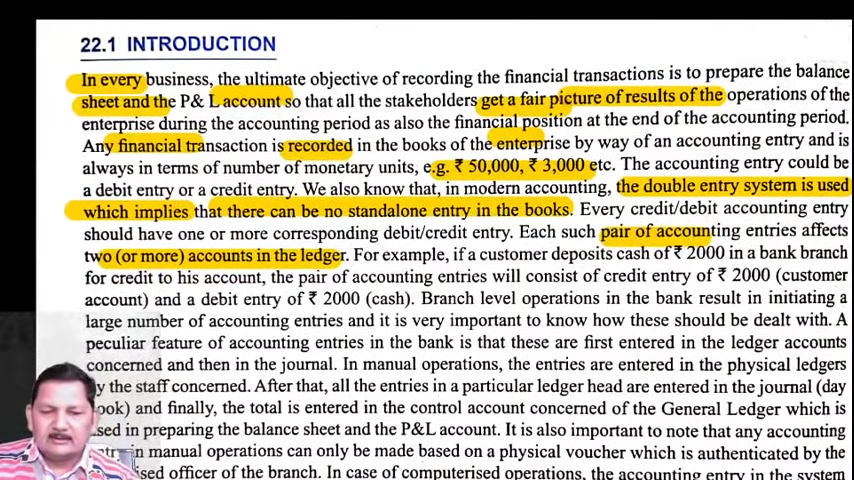 22.1 INTRODUCTION
In every business, the ultimate objective of recording the financial transactions is to prepare the balance
sheet and the P& L account so that all the stakeholders get a fair picture of results of the operations of the
enterprise during the accounting period as also the financial position at the end of the accounting period.
Any financial transaction is recorded in the books of the enterprise by way of an accounting entry and is
always in terms of number of monetary units, e.g. ₹ 50,000, ₹ 3,000 etc. The accounting entry could be
a debit entry or a credit entry. We also know that, in modern accounting, the double entry system is used
which implies that there can be no standalone entry in the books. Every credit/debit accounting entry
should have one or more corresponding debit/credit entry. Each such pair of accounting entries affects
two (or more) accounts in the ledger. For example, if a customer deposits cash of ₹ 2000 in a bank branch
for credit to his account, the pair of accounting entries will consist of credit entry of ₹ 2000 (customer
account) and a debit entry of ₹ 2000 (cash). Branch level operations in the bank result in initiating a
large number of accounting entries and it is very important to know how these should be dealt with. A
peculiar feature of accounting entries in the bank is that these are first entered in the ledger accounts
concerned and then in the journal. In manual operations, the entries are entered in the physical ledgers
the staff concerned. After that, all the entries in a particular ledger head are entered in the journal (day
and finally, the total is entered in the control account concerned of the General Ledger which is
in preparing the balance sheet and the P&L account. It is also important to note that any accounting
in manual operations can only be made based on a physical voucher which is authenticated by the
officer of the branch. In case of computerised operations, the accounting entry in the system